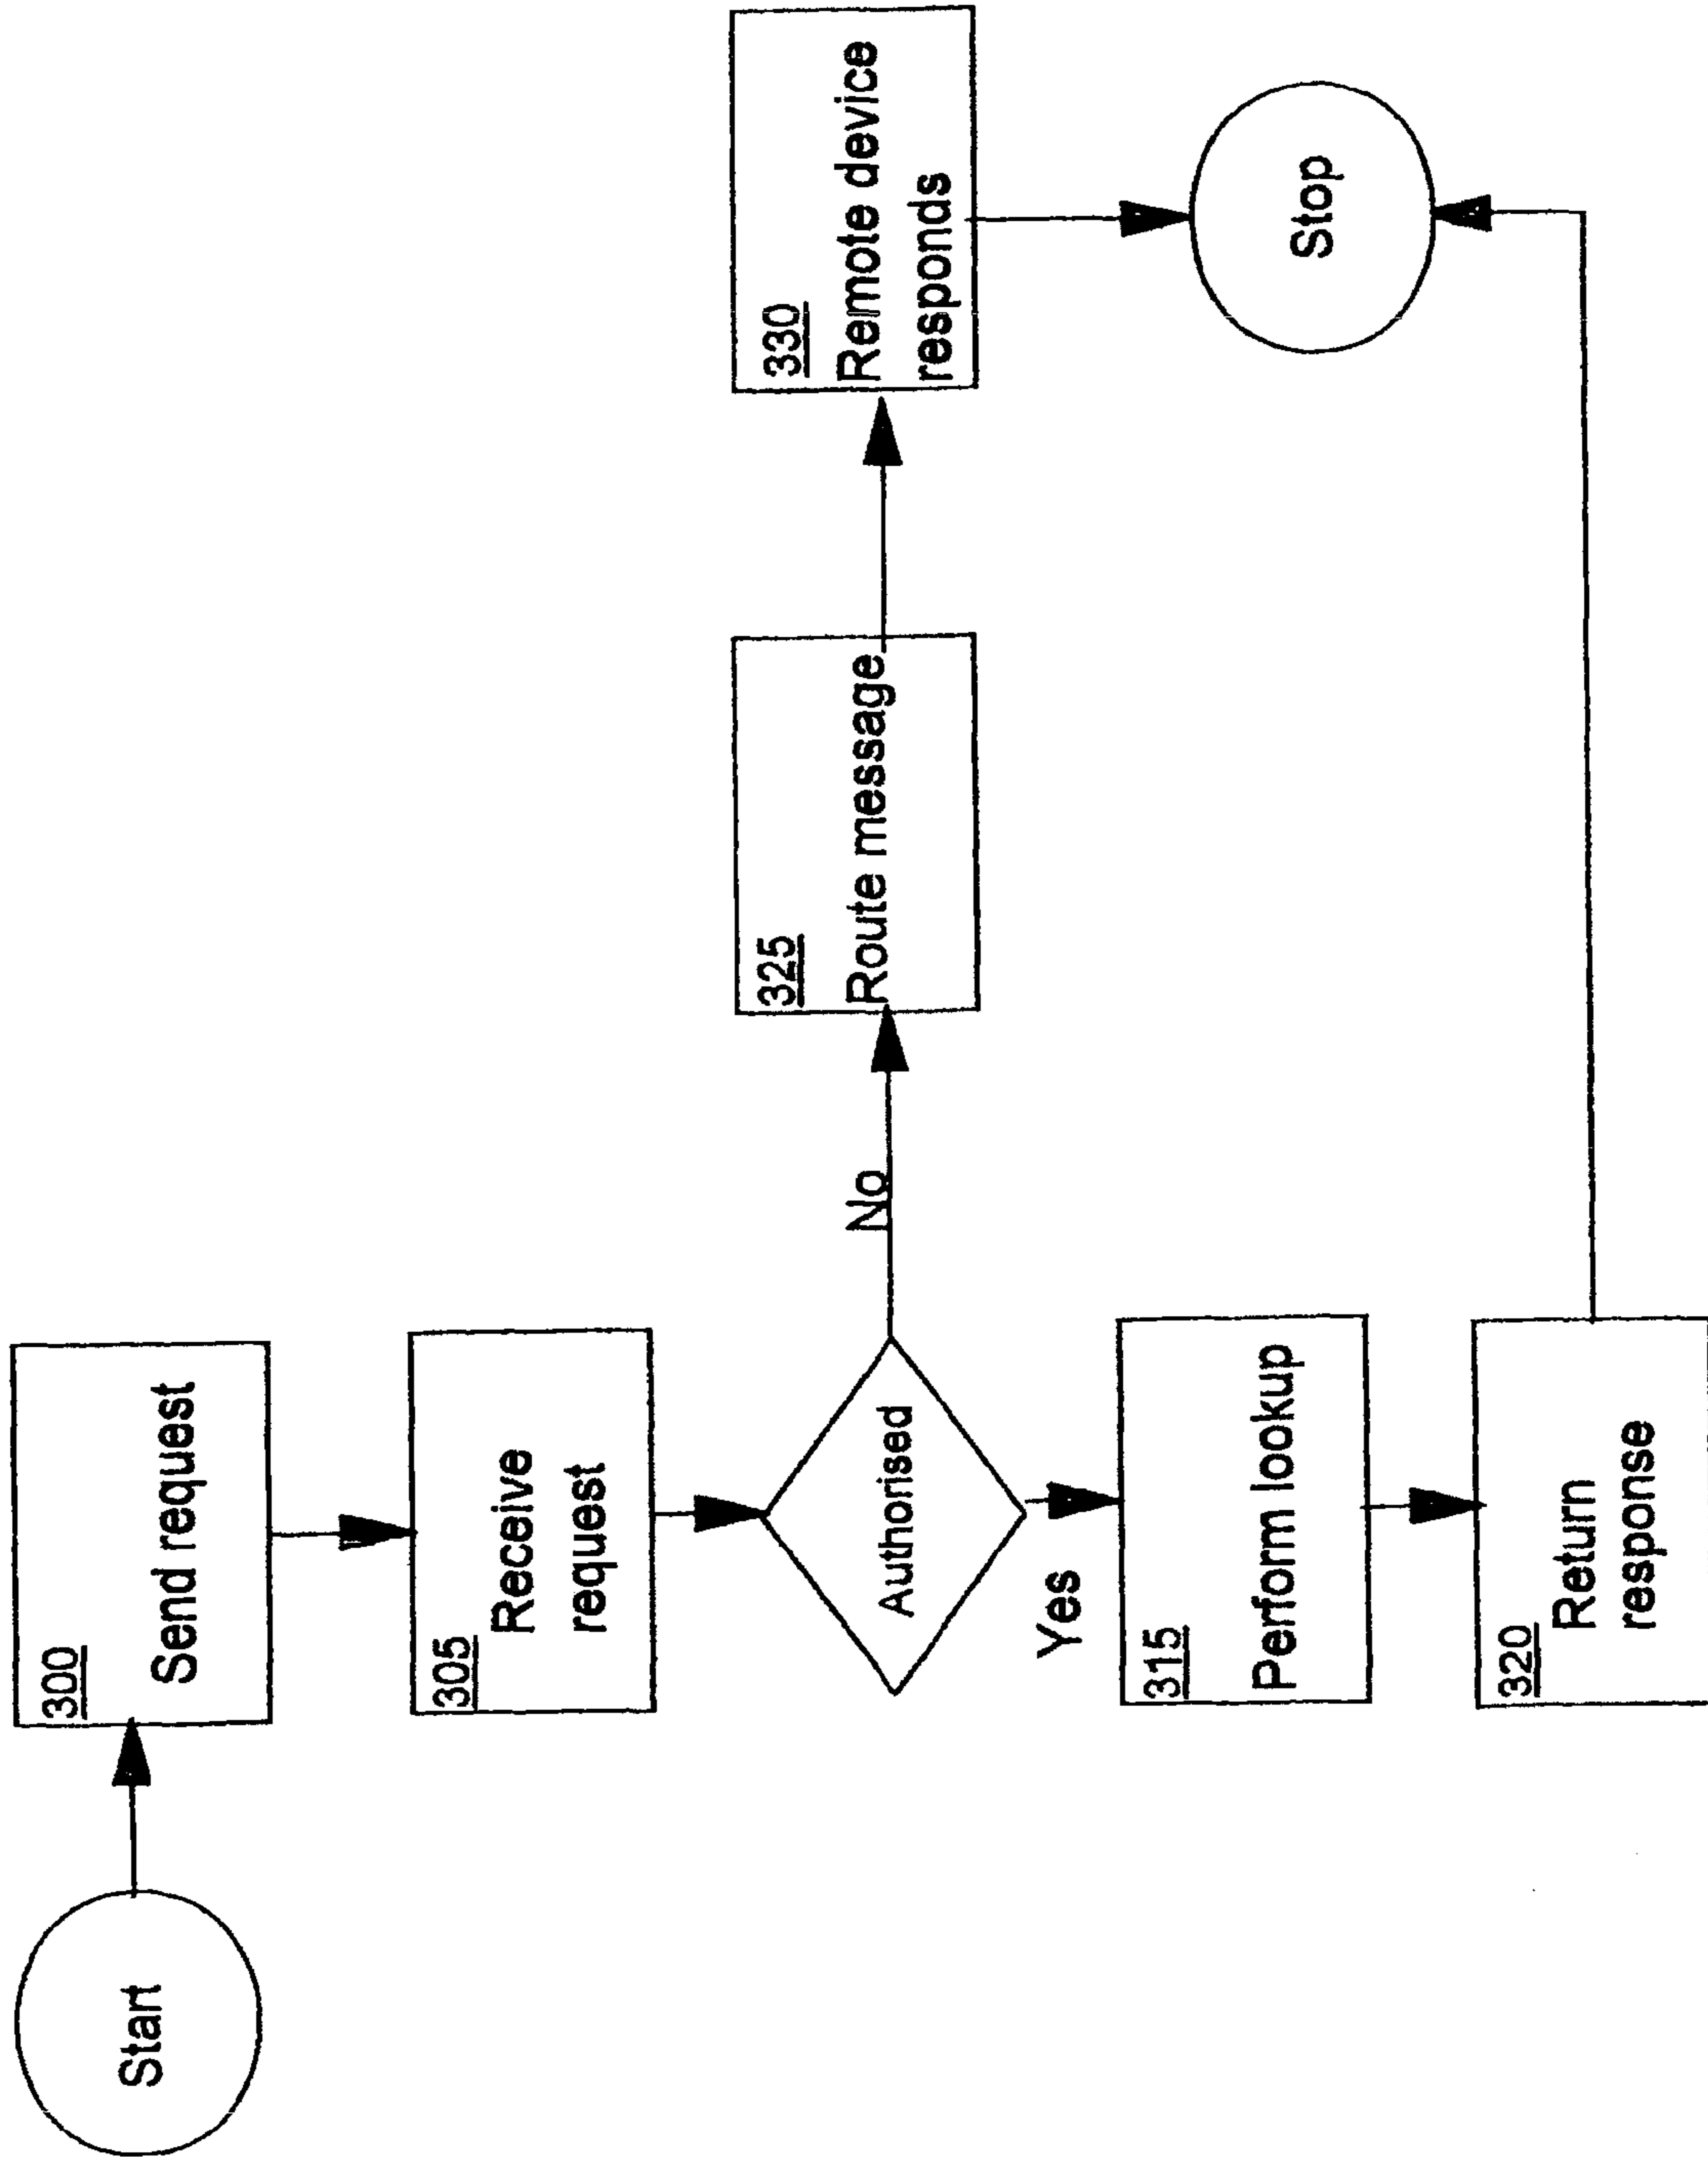 Start
300
Send request
305
Receive
request
Authorised
No
Yes
325
Route message
330
Remote device
responds
315
Perform lookup
320
Return
response
Stop